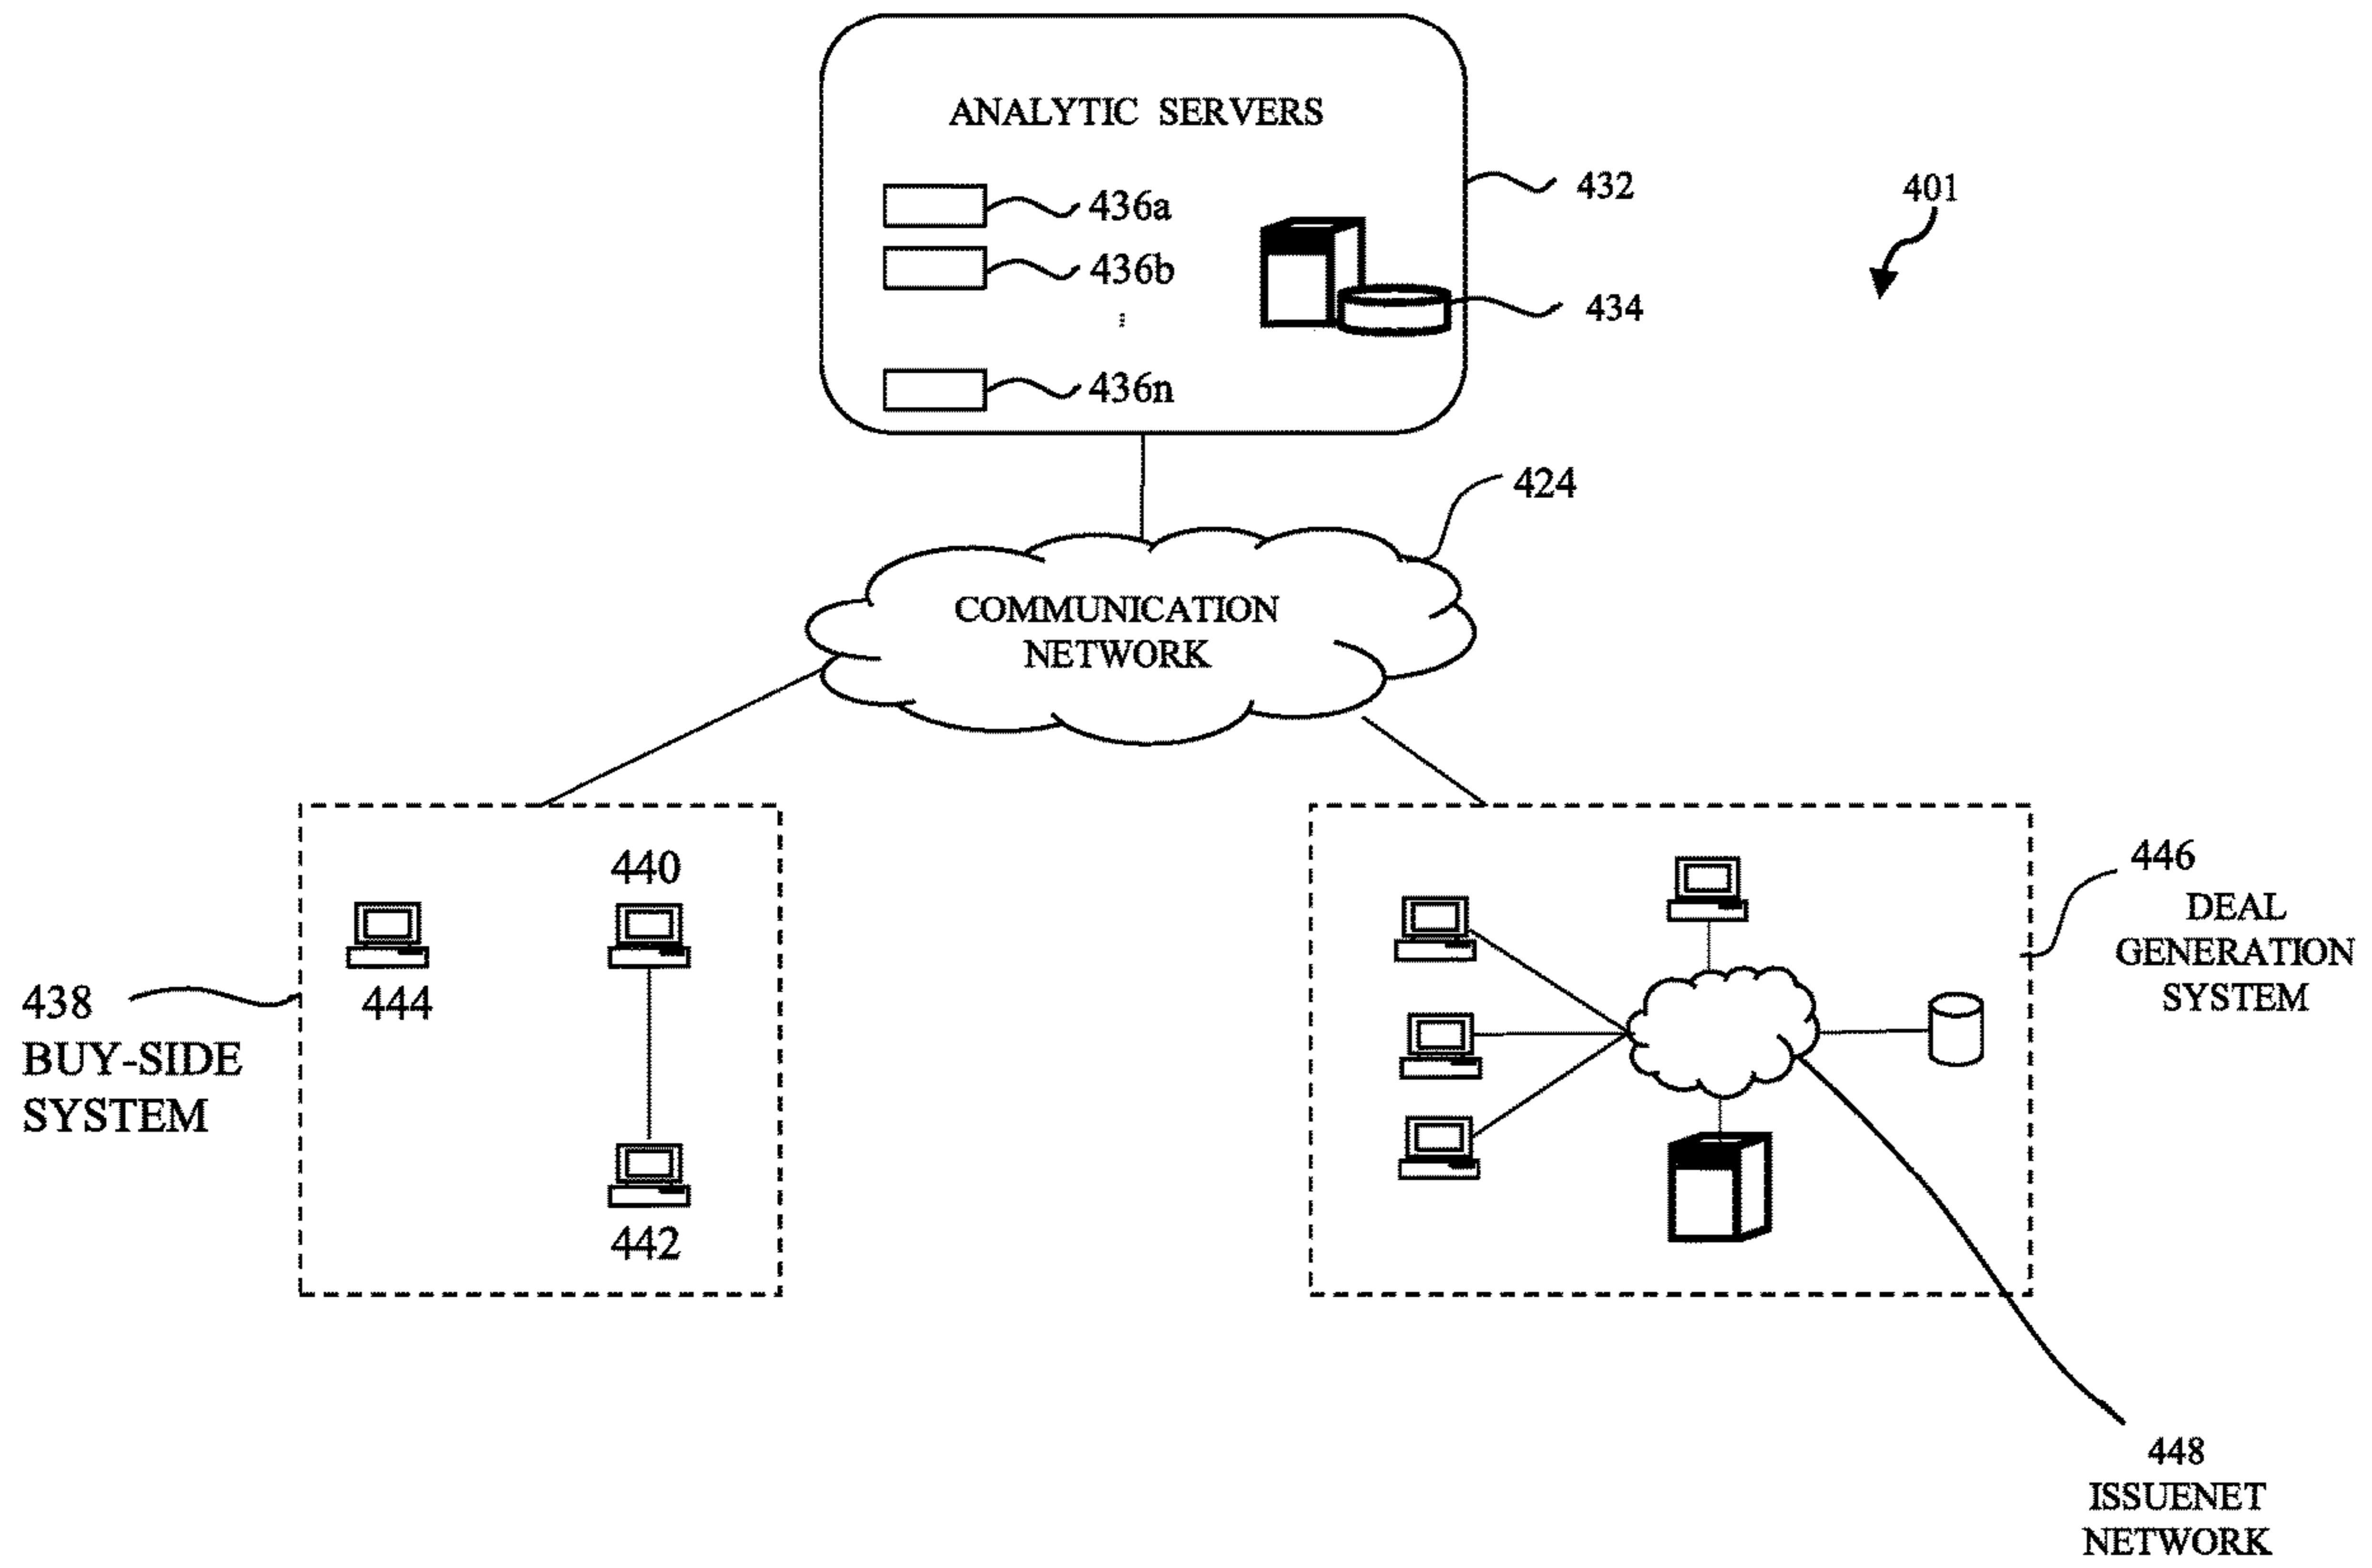 ANALYTIC SERVERS
436a
436b
...
436n
432
434
401
424
COMMUNICATION
NETWORK
440
444
442
438
BUY-SIDE
SYSTEM
446
DEAL
GENERATION
SYSTEM
448
ISSUENET
NETWORK